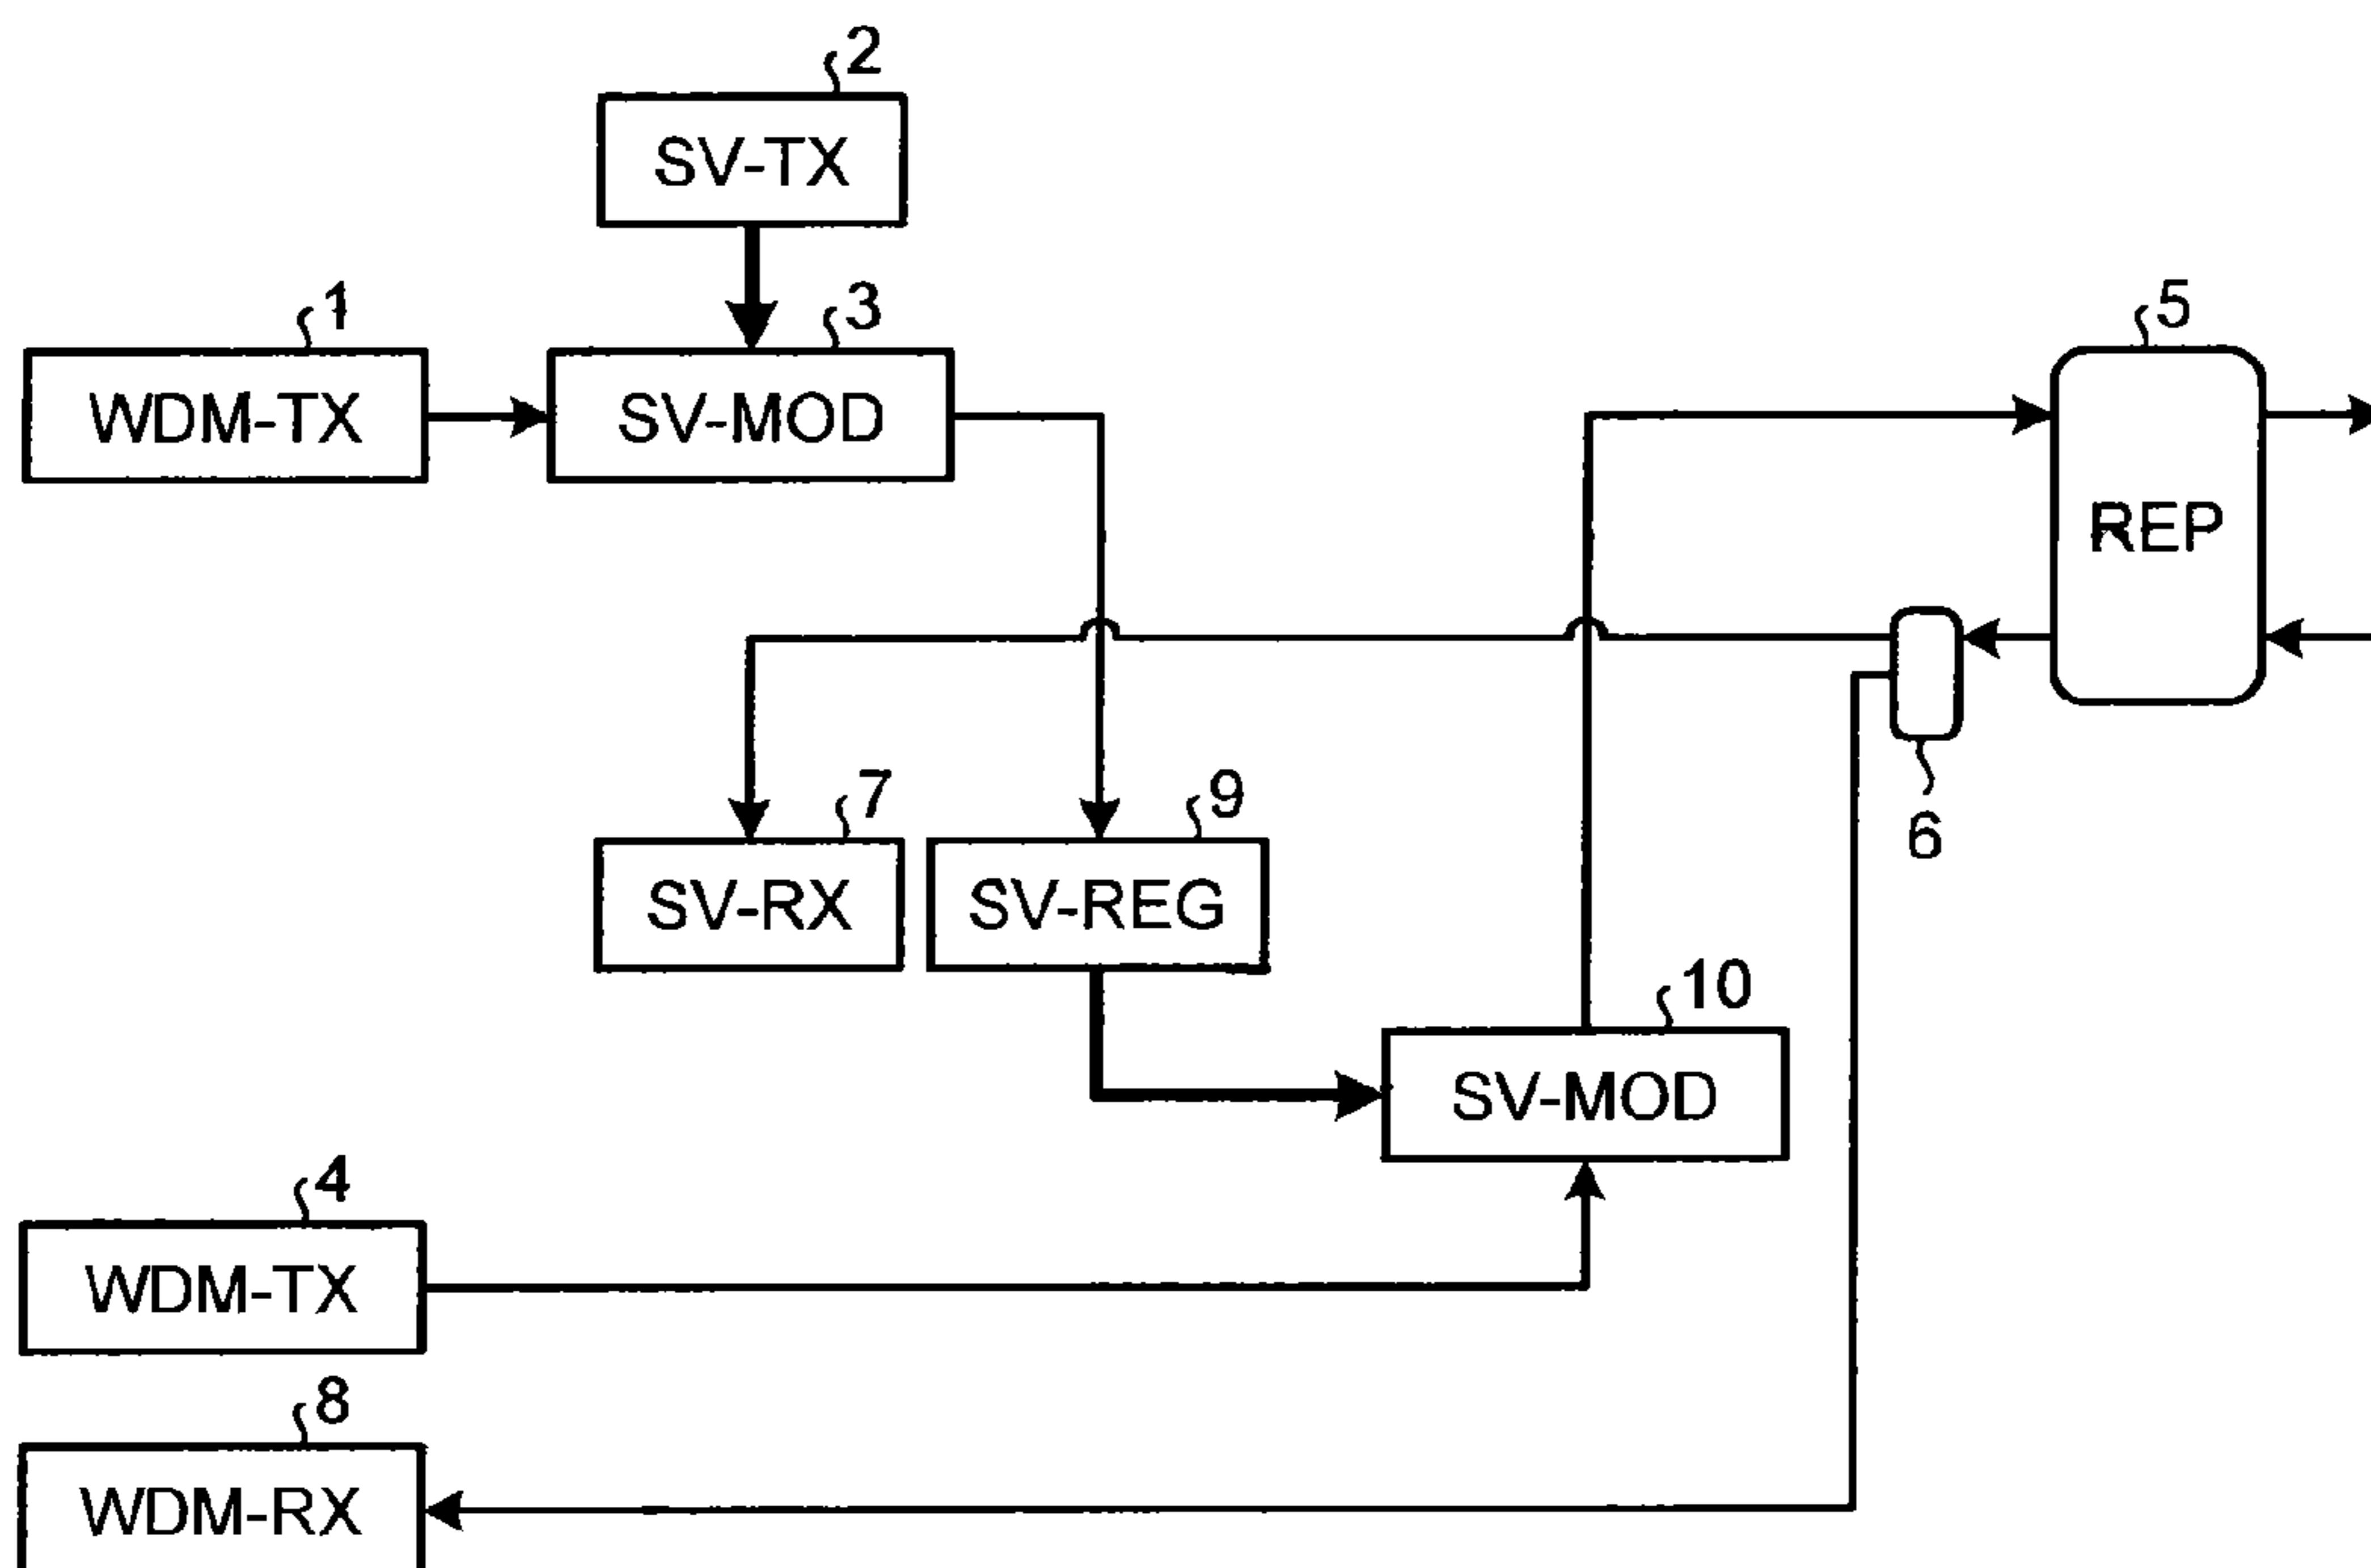 2
SV-TX
1
3
5
WDM-TX
SV-MOD
REP
7
9
6
SV-RX
SV-REG
10
SV-MOD
4
WDM-TX
8
WDM-RX